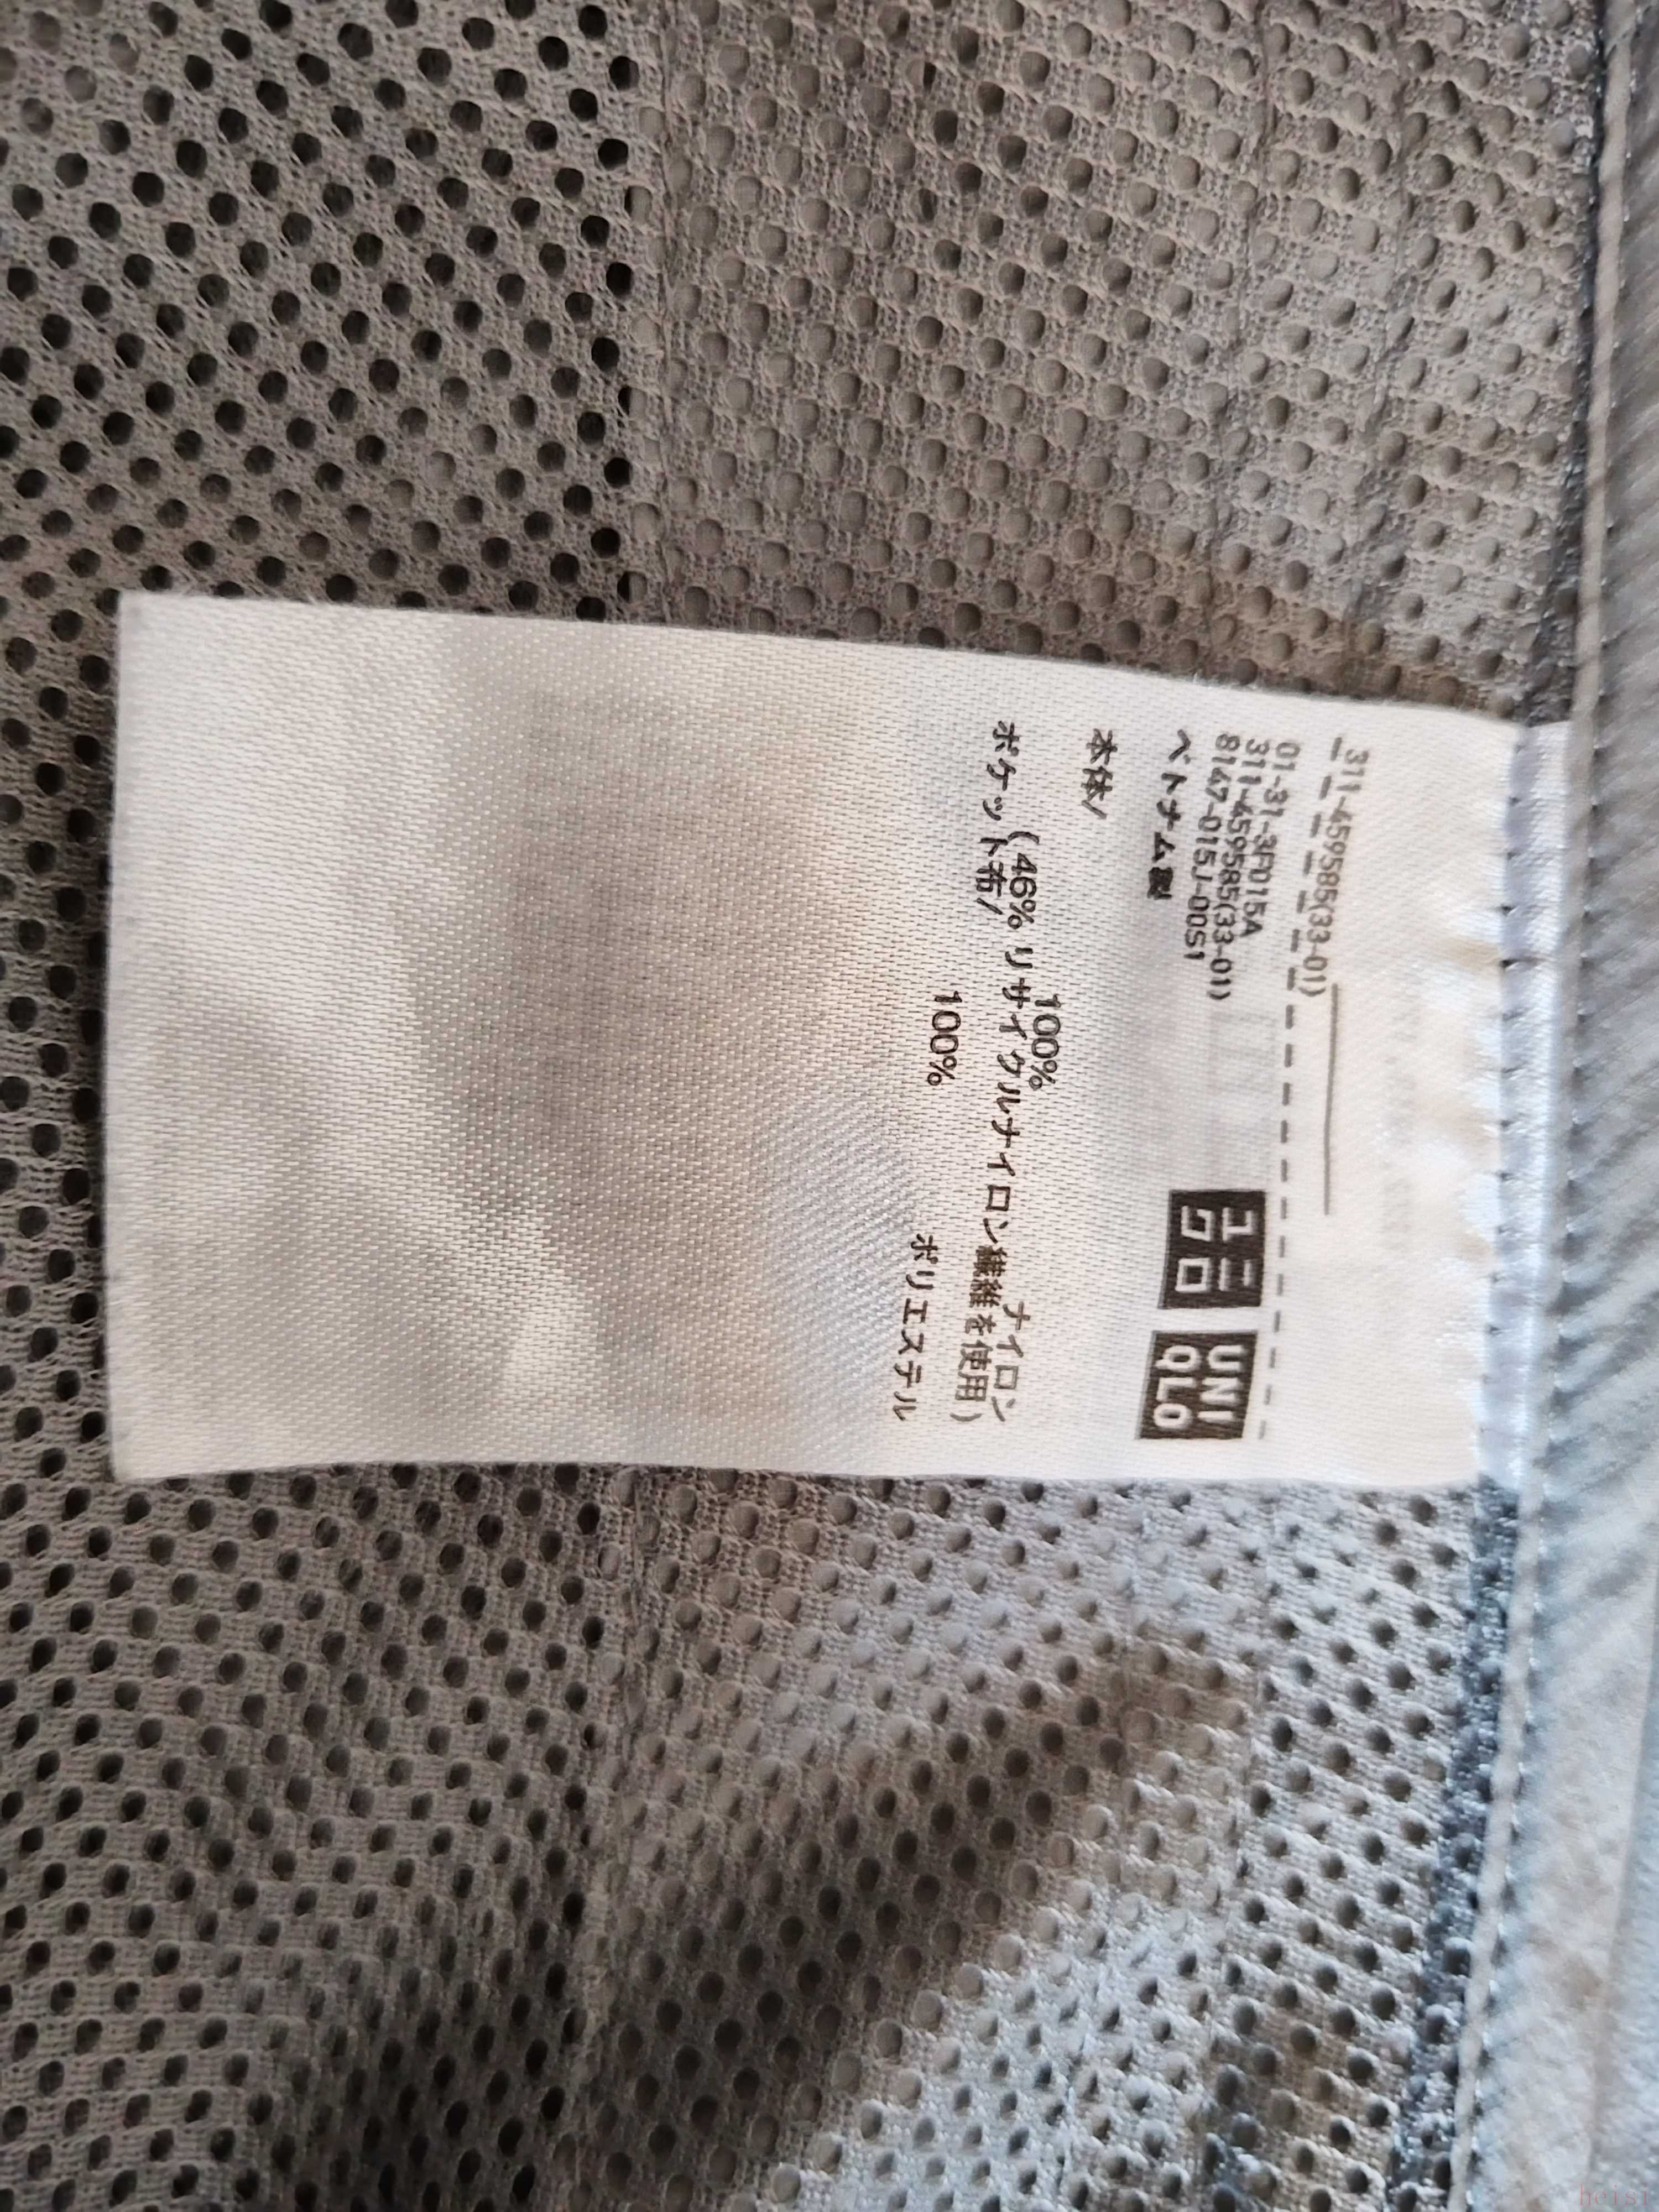 311-459585(33-01)
01-31-3F015A
311-459585(33-01)
8147-015J-00S1
ベトナム製
ユニ
クロ
UNI
QLO
本体/
100%
ナイロン
(46% リサイクルナイロン繊維を使用)
ポケット布/
100%
ポリエステル
heisi